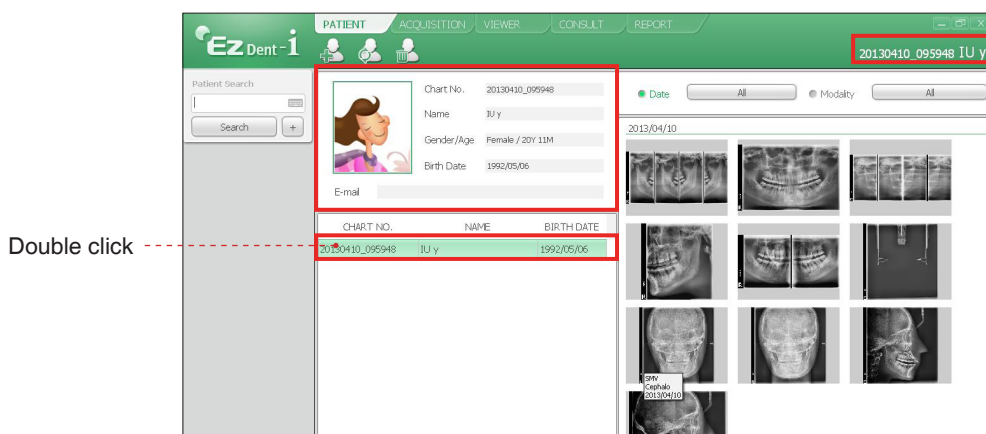 Ez Dent-i
PATIENT ACQUISITION VIEWER CONSULT REPORT
20130410_095948 IU y
Patient Search
Search +
Chart No. 20130410_095948
Name IU y
Gender/Age Female / 20Y 11M
Birth Date 1992/05/06
E-mail
Date All Modality All
2013/04/10
CHART NO. NAME BIRTH DATE
20130410_095948 IU y 1992/05/06
Double click
SMV
Cephalo
2013/04/10